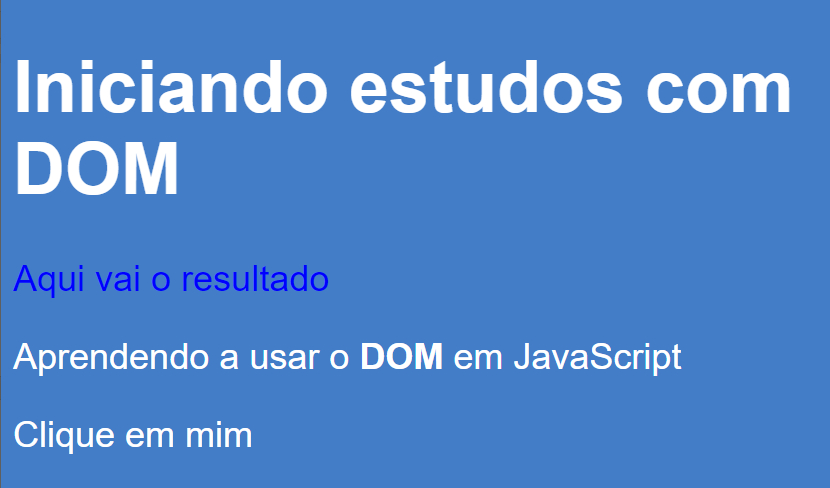 Iniciando estudos com
DOM
Aqui vai o resultado
Aprendendo a usar o DOM em JavaScript
Clique em mim